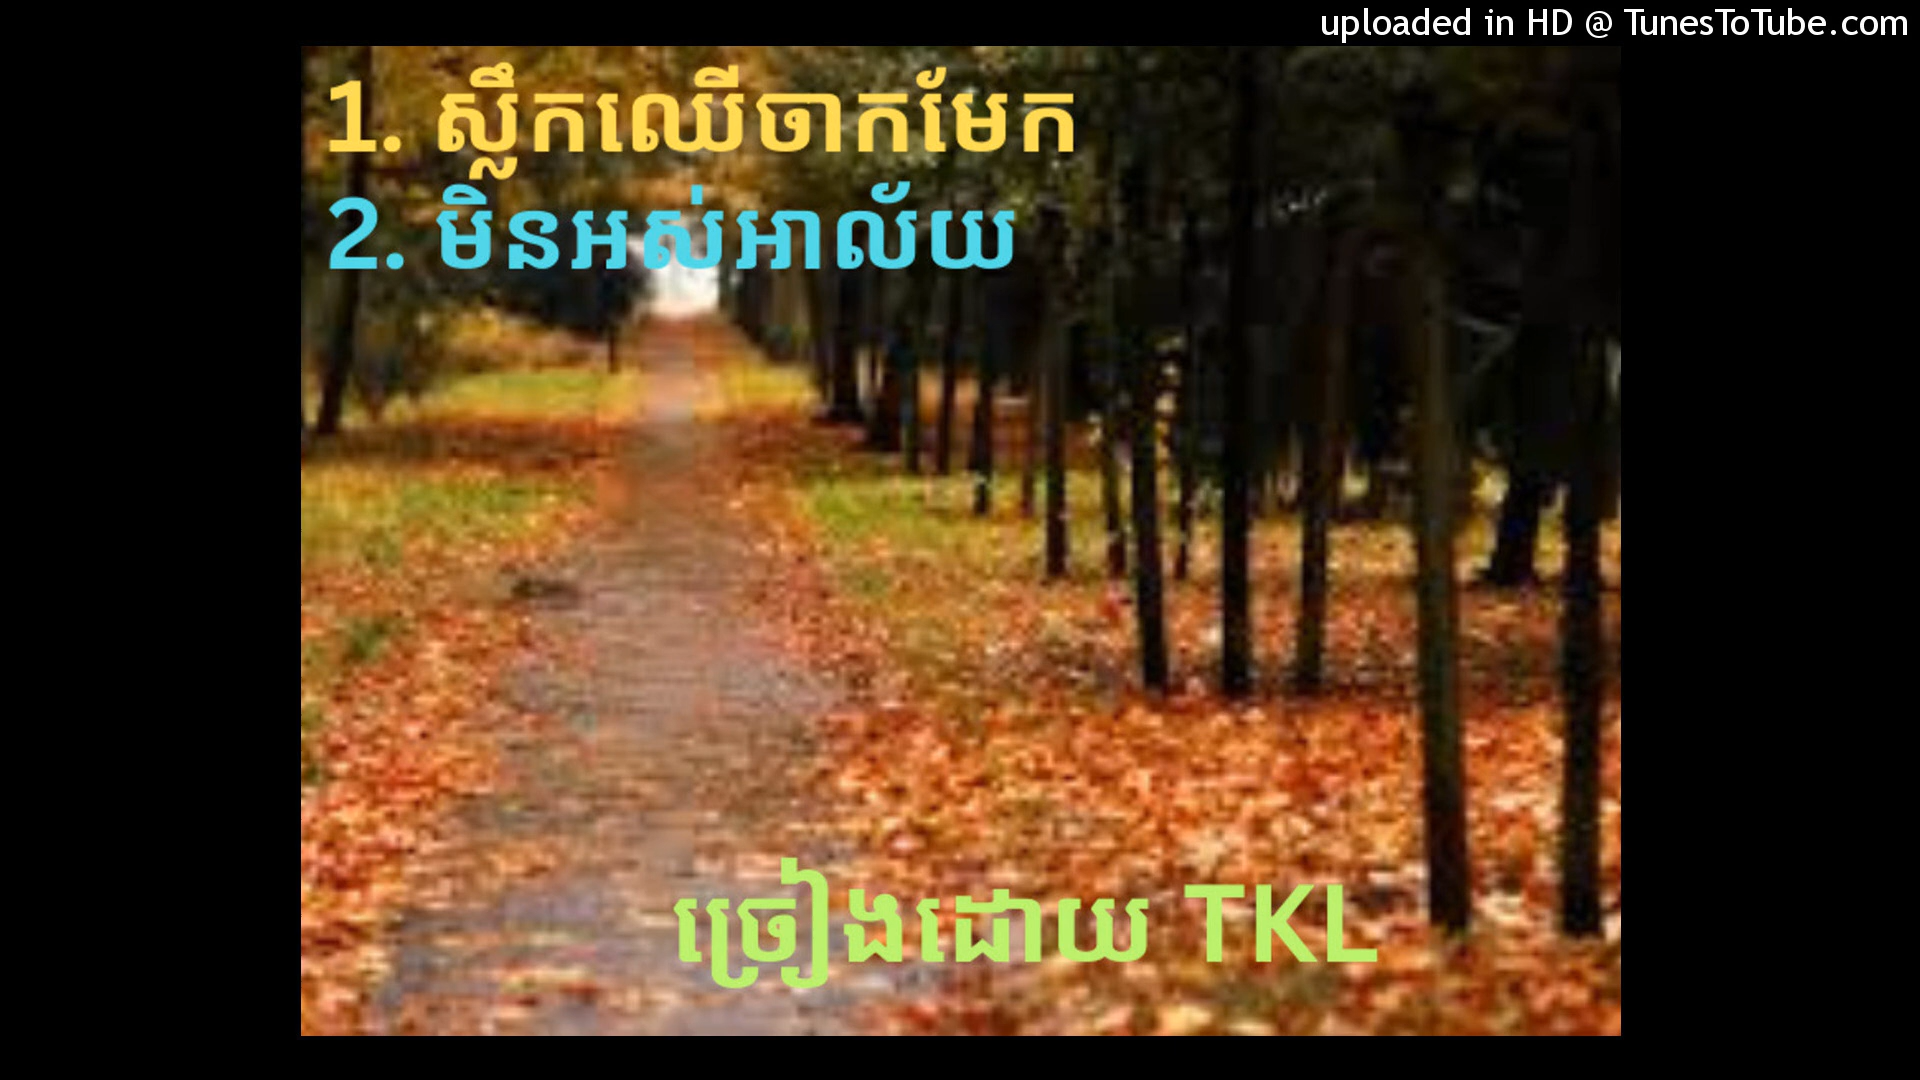 uploaded in HD @ TunesToTube.com
1. ស្លឹកឈើចាកមែក
2. មិនអស់អាល័យ
ច្រៀងដោយ TKL